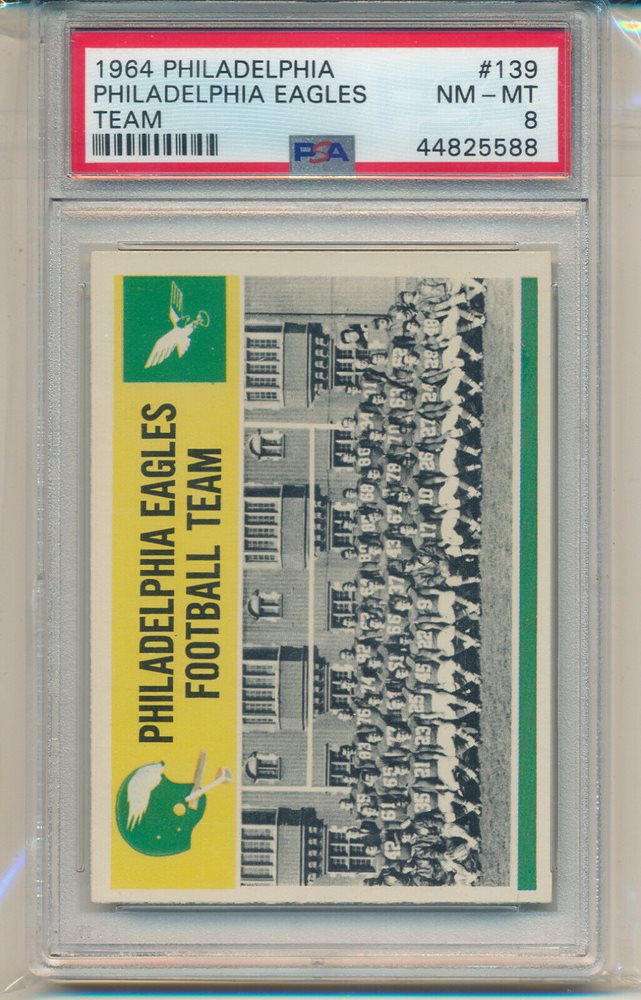 1964 PHILADELPHIA #139
PHILADELPHIA EAGLES NM – MT
TEAM 8
PSA 44825588
PHILADELPHIA EAGLES
FOOTBALL TEAM